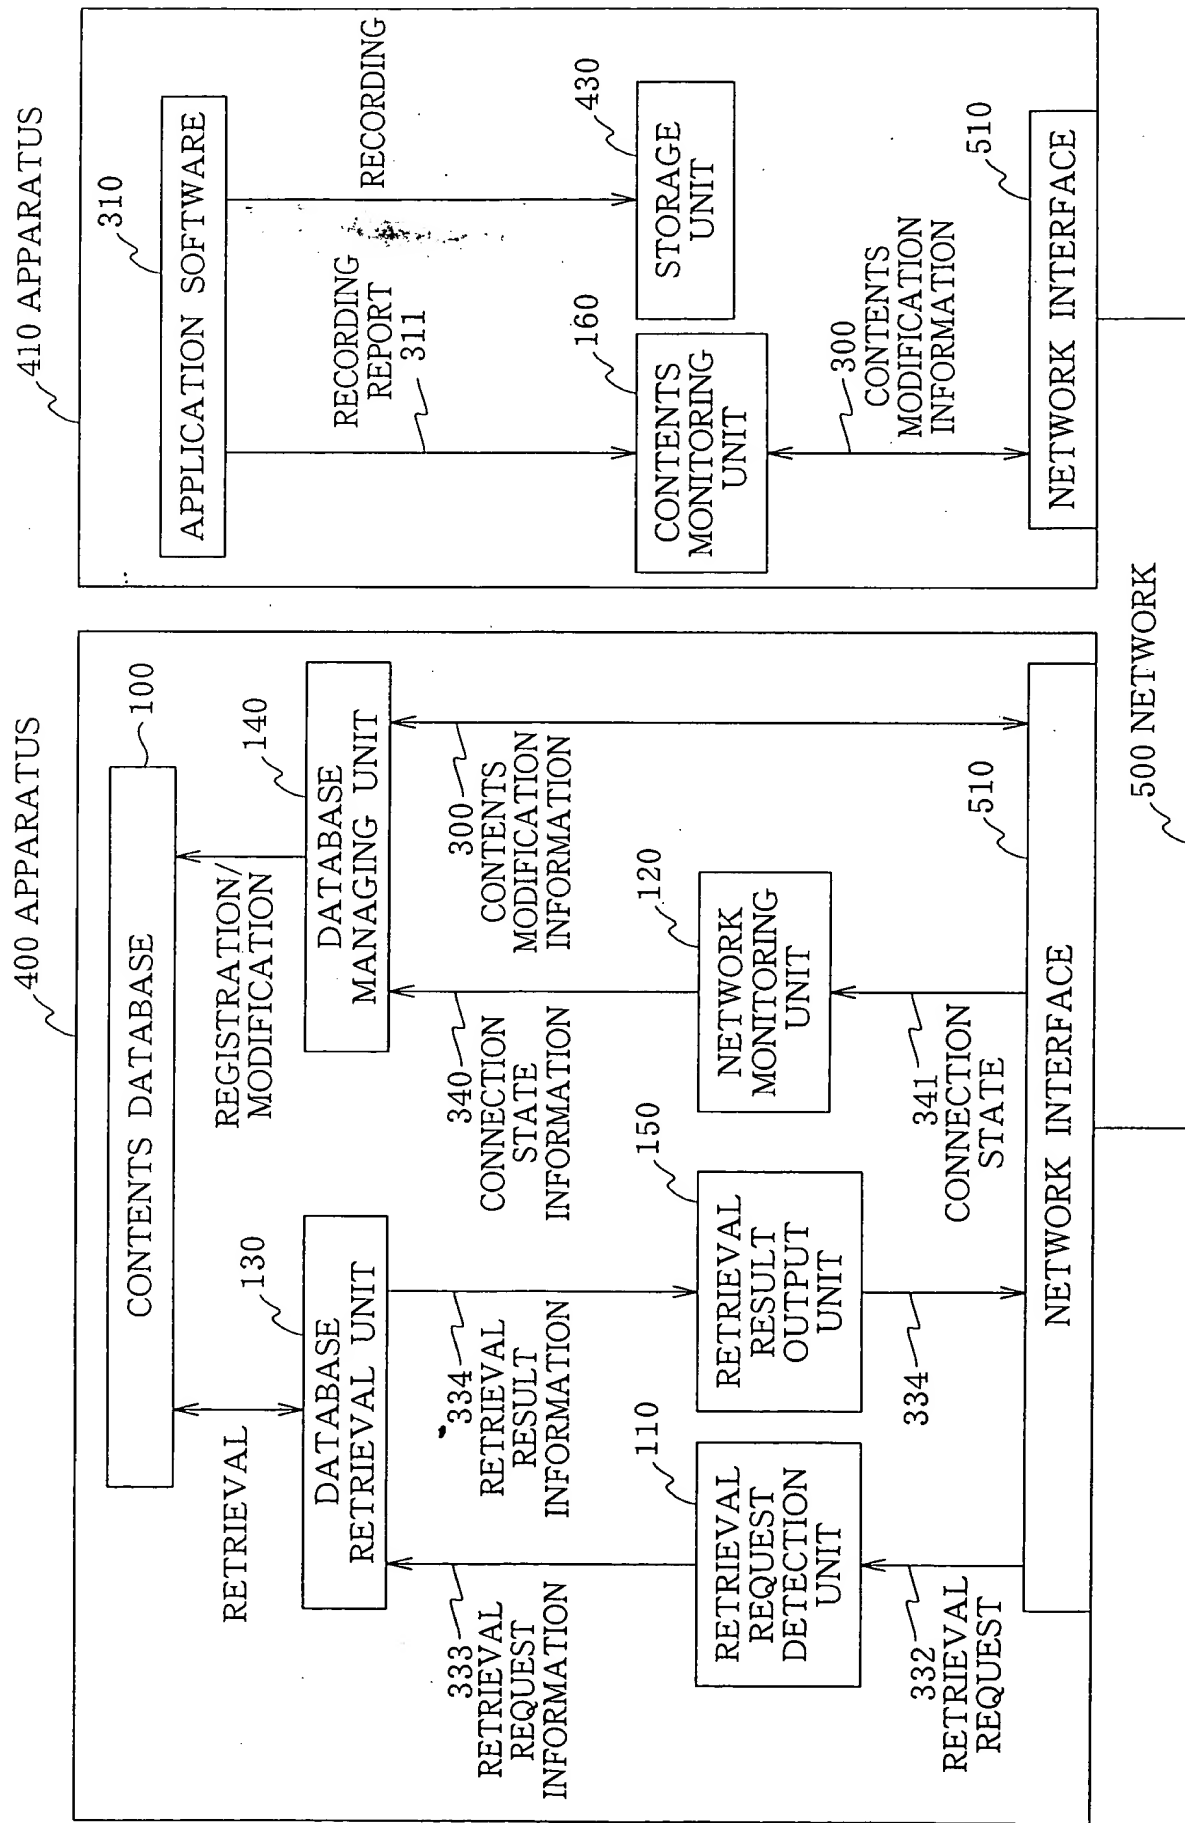 400 APPARATUS
CONTENTS DATABASE
100
RETRIEVAL
REGISTRATION/
MODIFICATION
130
DATABASE
RETRIEVAL UNIT
140
DATABASE
MANAGING UNIT
333
RETRIEVAL
REQUEST
INFORMATION
334
RETRIEVAL
RESULT
INFORMATION
340
CONNECTION
STATE
INFORMATION
300
CONTENTS
MODIFICATION
INFORMATION
110
RETRIEVAL
REQUEST
DETECTION
UNIT
150
RETRIEVAL
RESULT
OUTPUT
UNIT
120
NETWORK
MONITORING
UNIT
332
RETRIEVAL
REQUEST
334
341
CONNECTION
STATE
510
NETWORK INTERFACE
500 NETWORK
410 APPARATUS
310
APPLICATION SOFTWARE
RECORDING
REPORT
311
RECORDING
160
CONTENTS
MONITORING
UNIT
430
STORAGE
UNIT
300
CONTENTS
MODIFICATION
INFORMATION
510
NETWORK INTERFACE